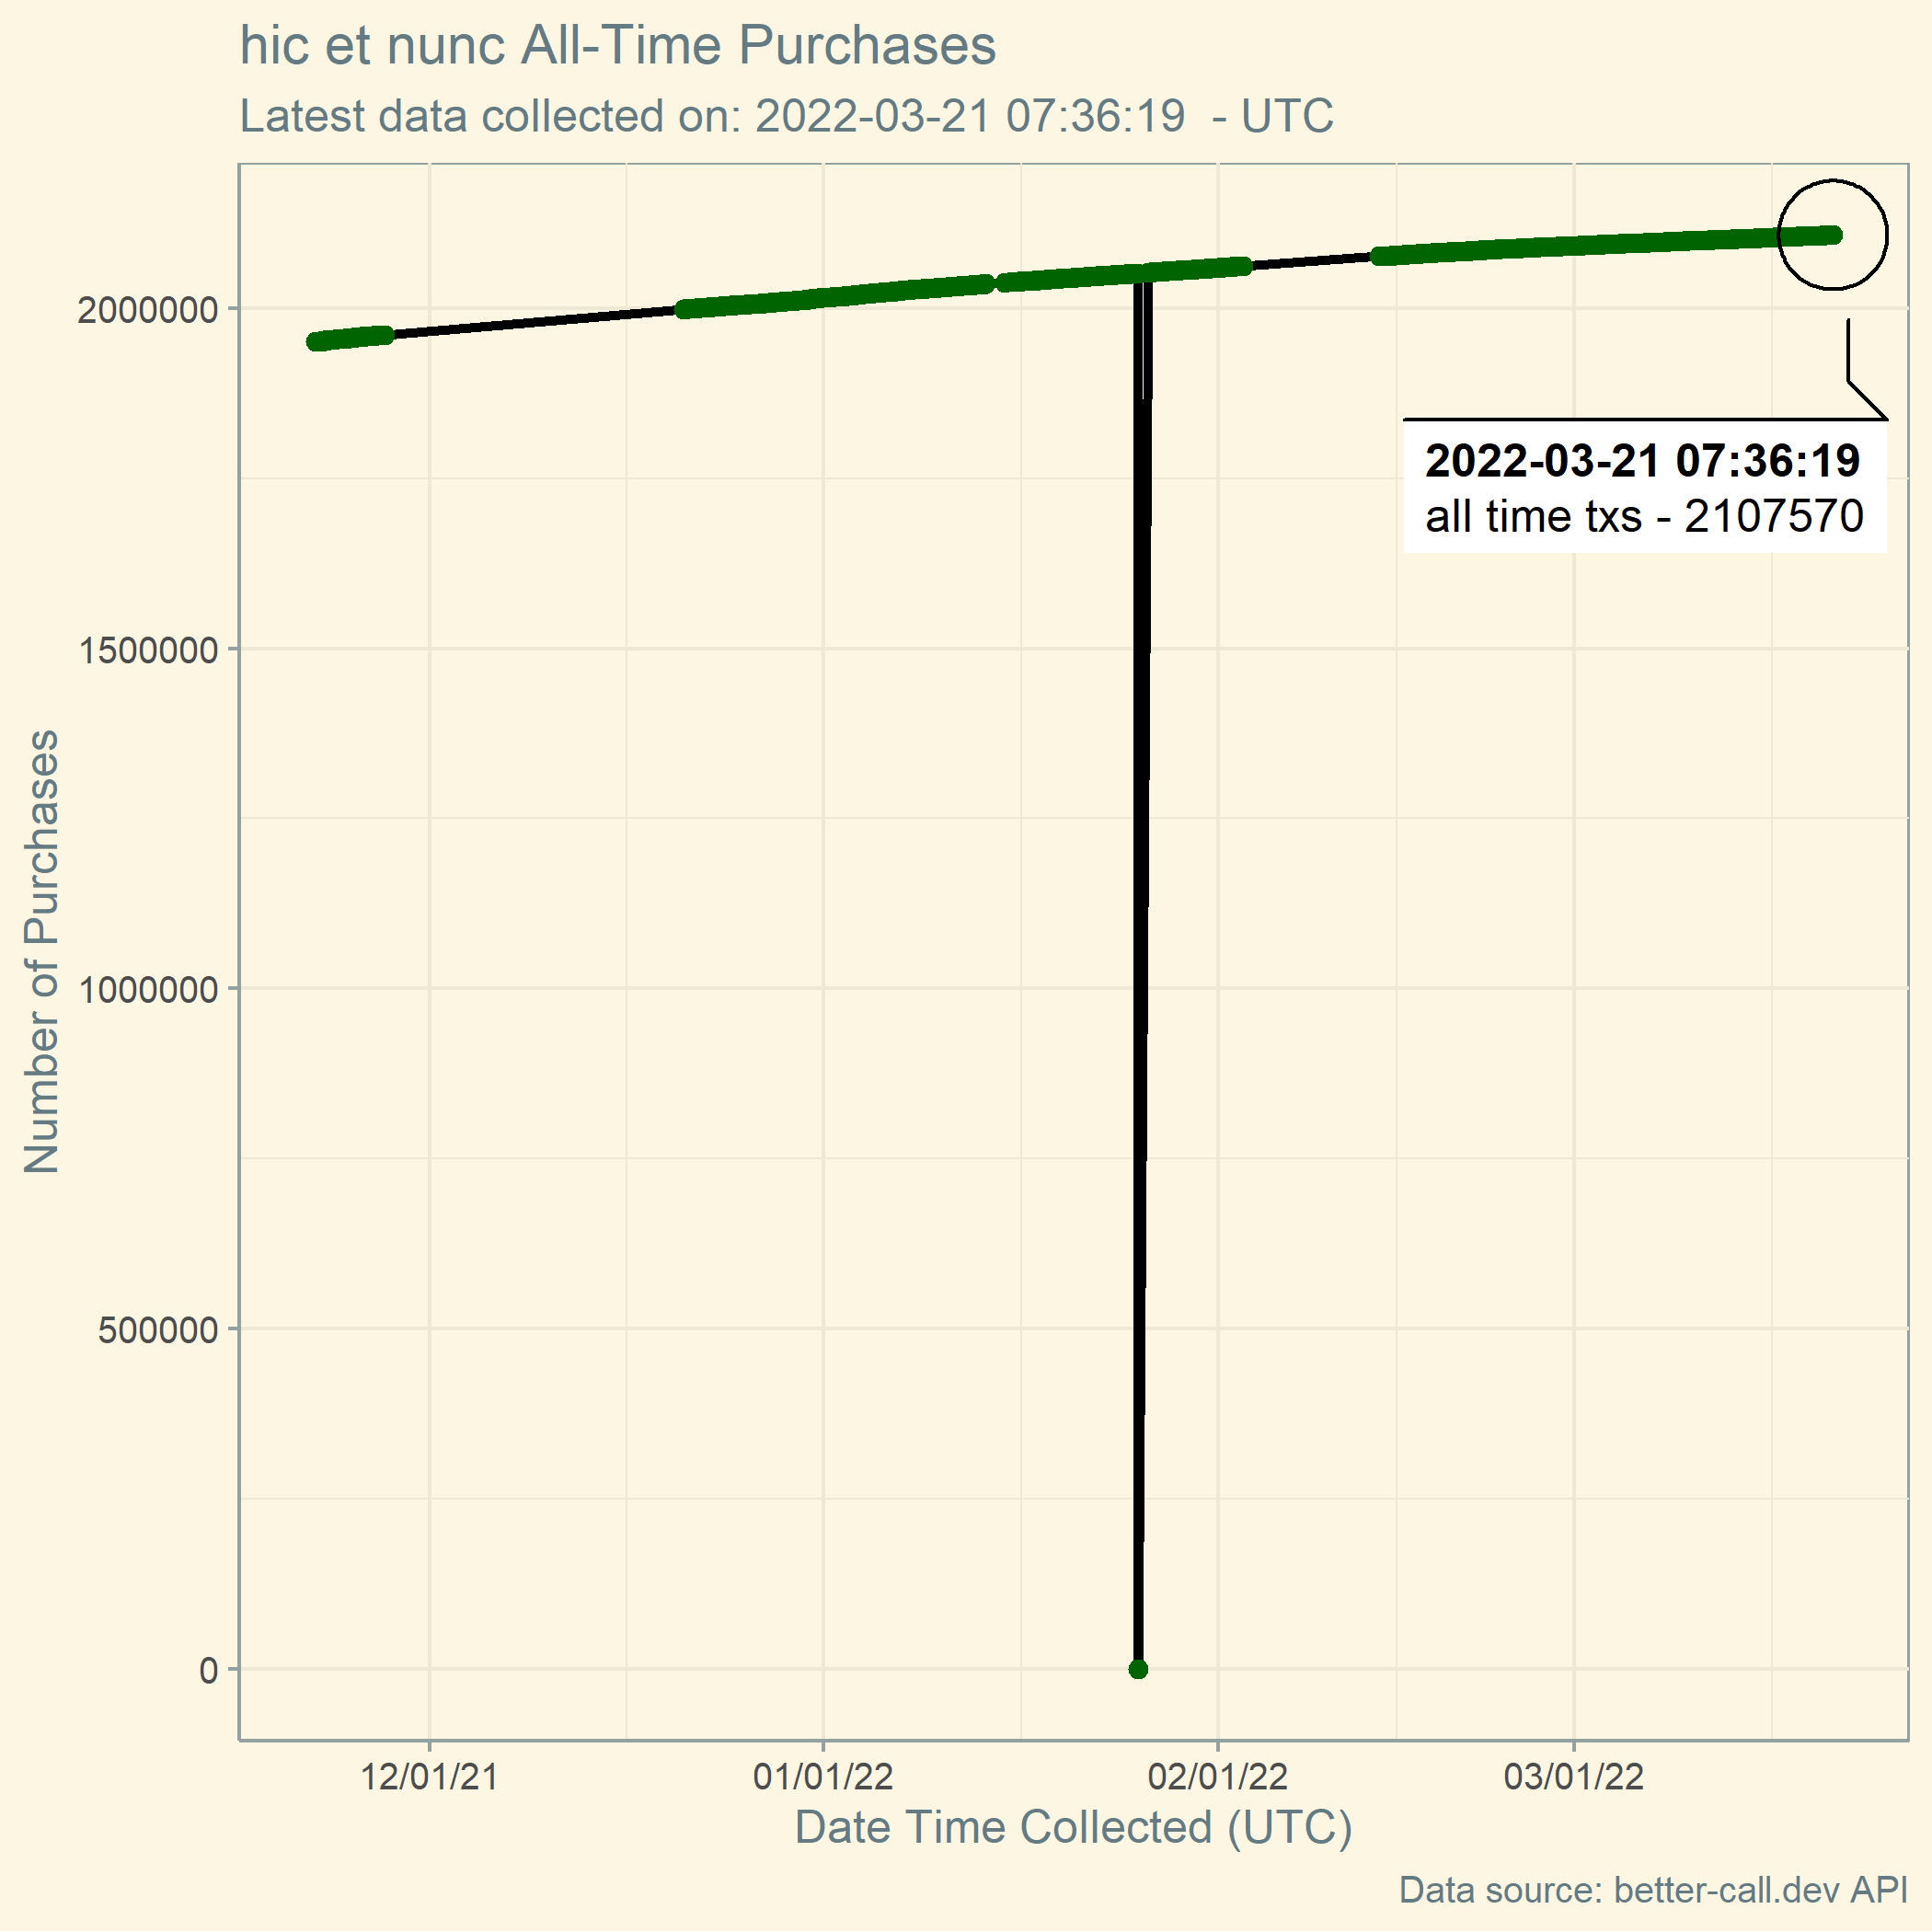 hic et nunc All-Time Purchases
Latest data collected on: 2022-03-21 07:36:19  - UTC
2000000
1500000
1000000
500000
0
Number of Purchases
2022-03-21 07:36:19
all time txs - 2107570
12/01/21
01/01/22
02/01/22
03/01/22
Date Time Collected (UTC)
Data source: better-call.dev API